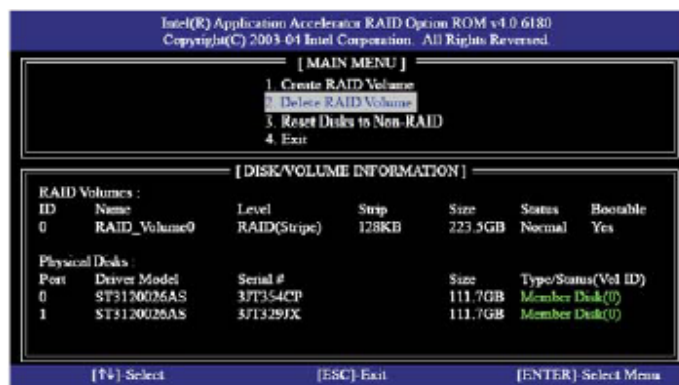 Intel(R) Application Accelerator RAID Option ROM v4.0 6180
Copyright(C) 2003-04 Intel Corporation. All Rights Reversed.
[ MAIN MENU ]
1. Create RAID Volume
2. Delete RAID Volume
3. Reset Disks to Non-RAID
4. Exit
[ DISK/VOLUME INFORMATION ]
RAID Volumes :
ID Name Level Strip Size Status Bootable
0 RAID_Volume0 RAID(Stripe) 128KB 223.5GB Normal Yes
Physical Disks :
Port Driver Model Serial # Size Type/Status(Vol ID)
0 ST3120026AS 3JT354CP 111.7GB Member Disk(0)
1 ST3120026AS 3JT329JX 111.7GB Member Disk(0)
[↑↓]-Select [ESC]-Exit [ENTER]-Select Menu